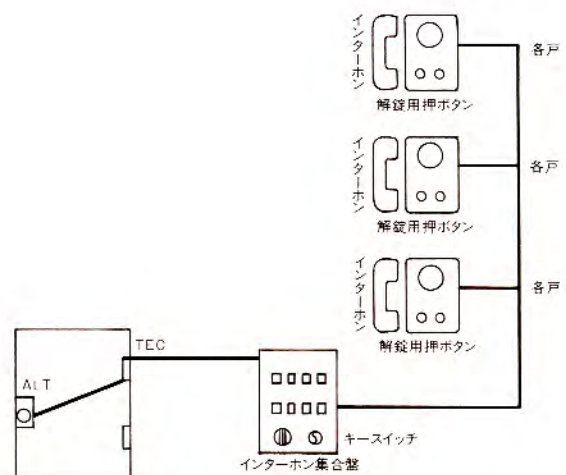 インターホン
各戸
解錠用押ボタン
インターホン
各戸
解錠用押ボタン
インターホン
各戸
解錠用押ボタン
TEC
ALT
キースイッチ
インターホン集合盤